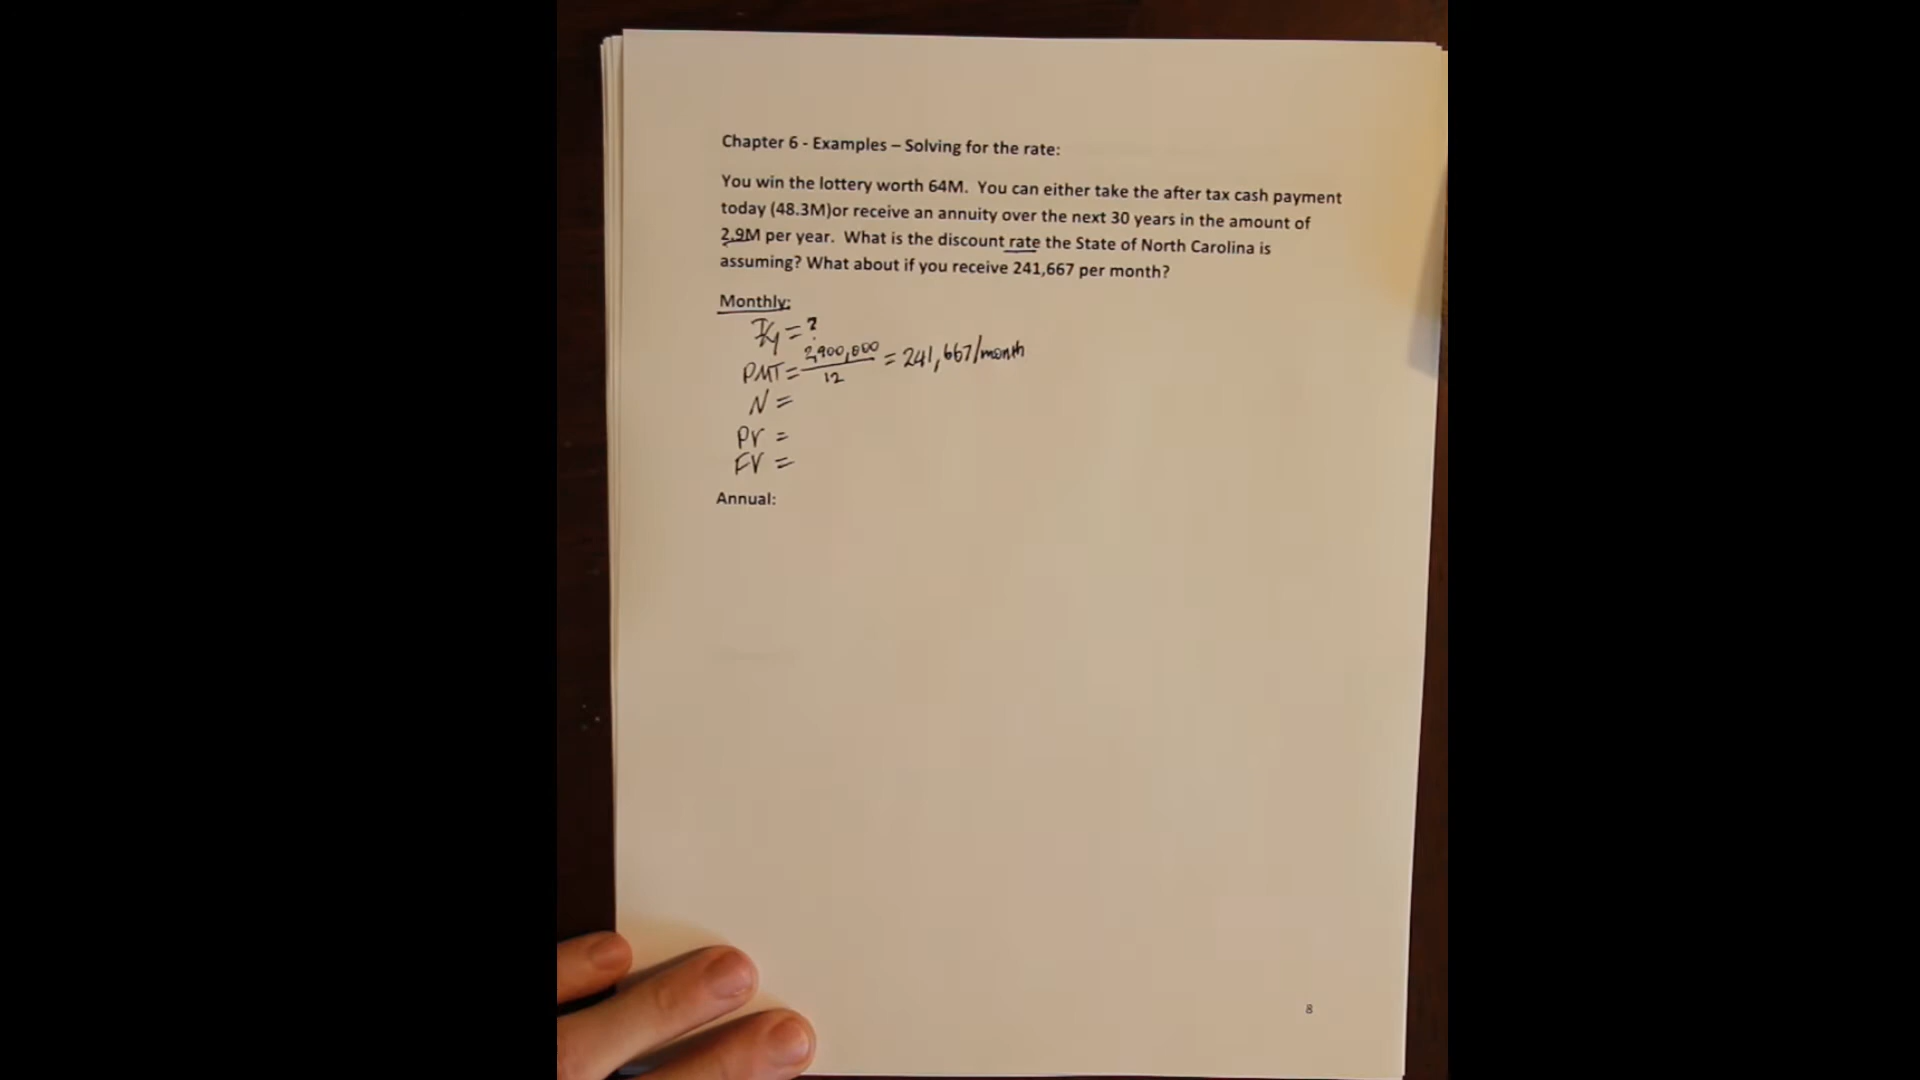 Chapter 6 - Examples – Solving for the rate:
You win the lottery worth 64M. You can either take the after tax cash payment
today (48.3M)or receive an annuity over the next 30 years in the amount of
2.9M per year. What is the discount rate the State of North Carolina is
assuming? What about if you receive 241,667 per month?
Monthly:
I/Y = ?
PMT = 2,900,000 / 12 = 241,667/month
N =
PV =
FV =
Annual:
8